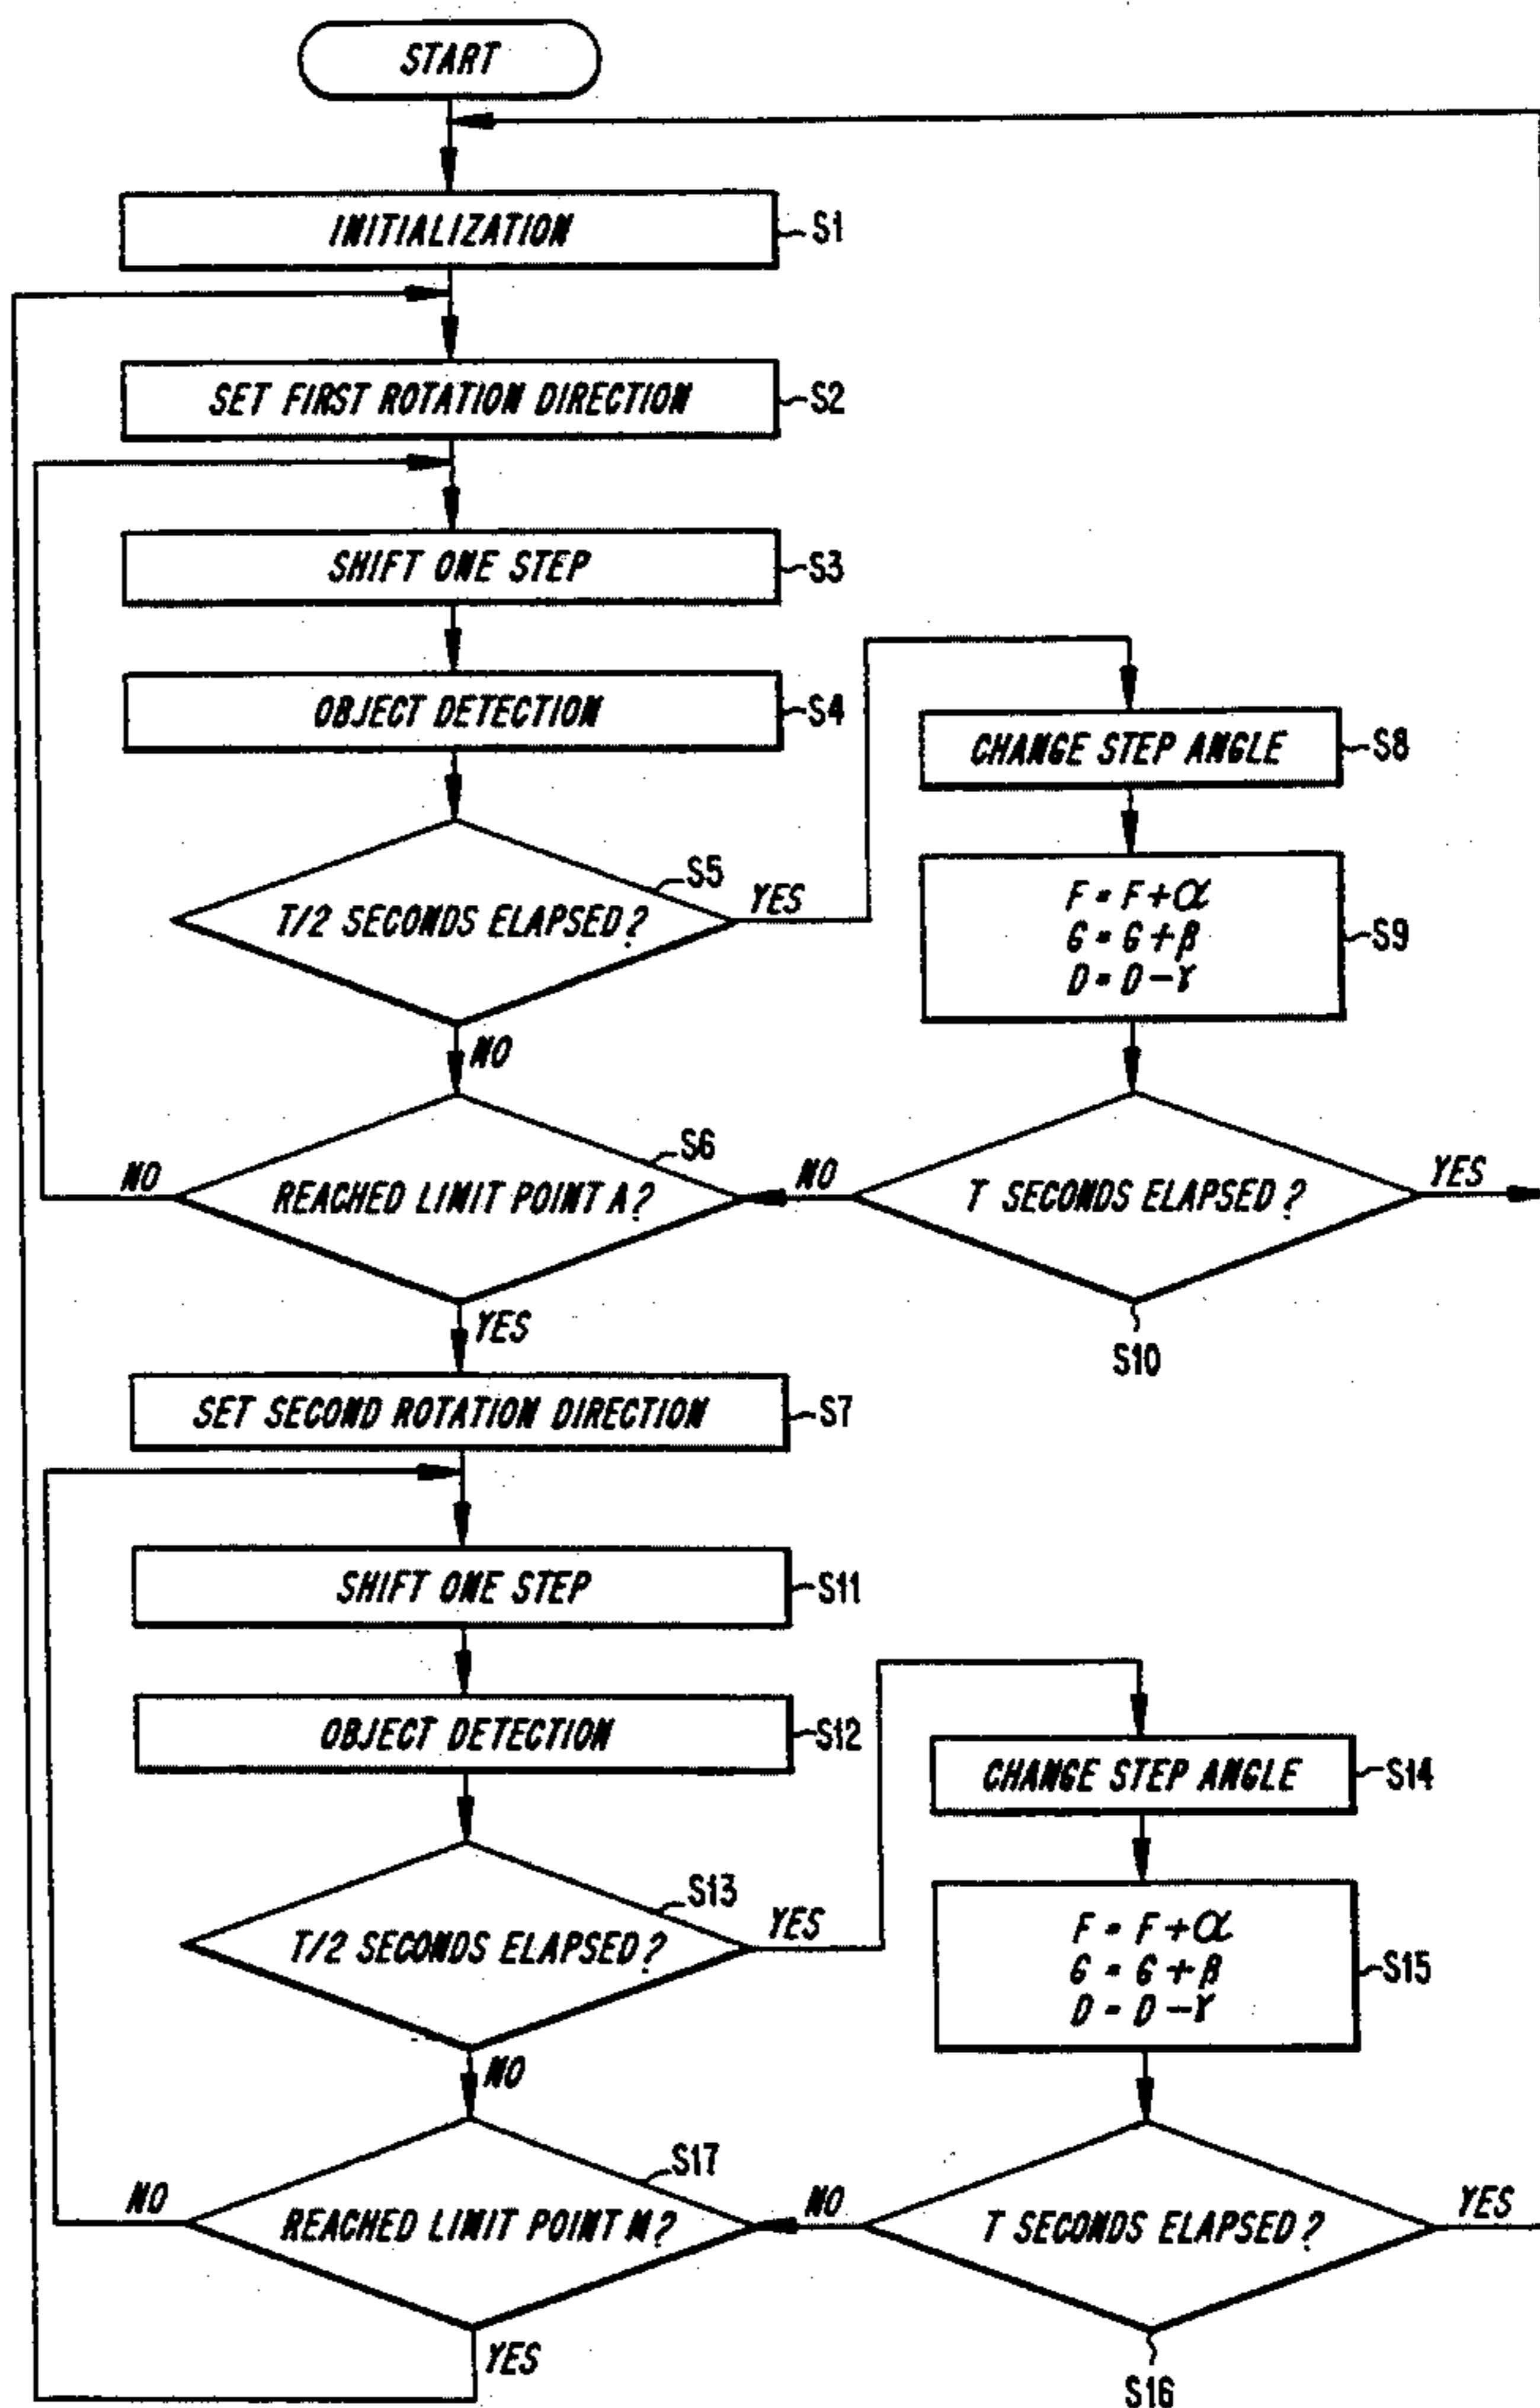 START
INITIALIZATION
S1
SET FIRST ROTATION DIRECTION
S2
SHIFT ONE STEP
S3
OBJECT DETECTION
S4
CHANGE STEP ANGLE
S8
T/2 SECONDS ELAPSED?
S5
YES
F = F + α
G = G + β
D = D − γ
S9
NO
REACHED LIMIT POINT A?
S6
NO
NO
T SECONDS ELAPSED?
YES
S10
YES
SET SECOND ROTATION DIRECTION
S7
SHIFT ONE STEP
S11
OBJECT DETECTION
S12
CHANGE STEP ANGLE
S14
T/2 SECONDS ELAPSED?
S13
YES
F = F + α
G = G + β
D = D − γ
S15
NO
REACHED LIMIT POINT M?
S17
NO
NO
T SECONDS ELAPSED?
YES
S16
YES